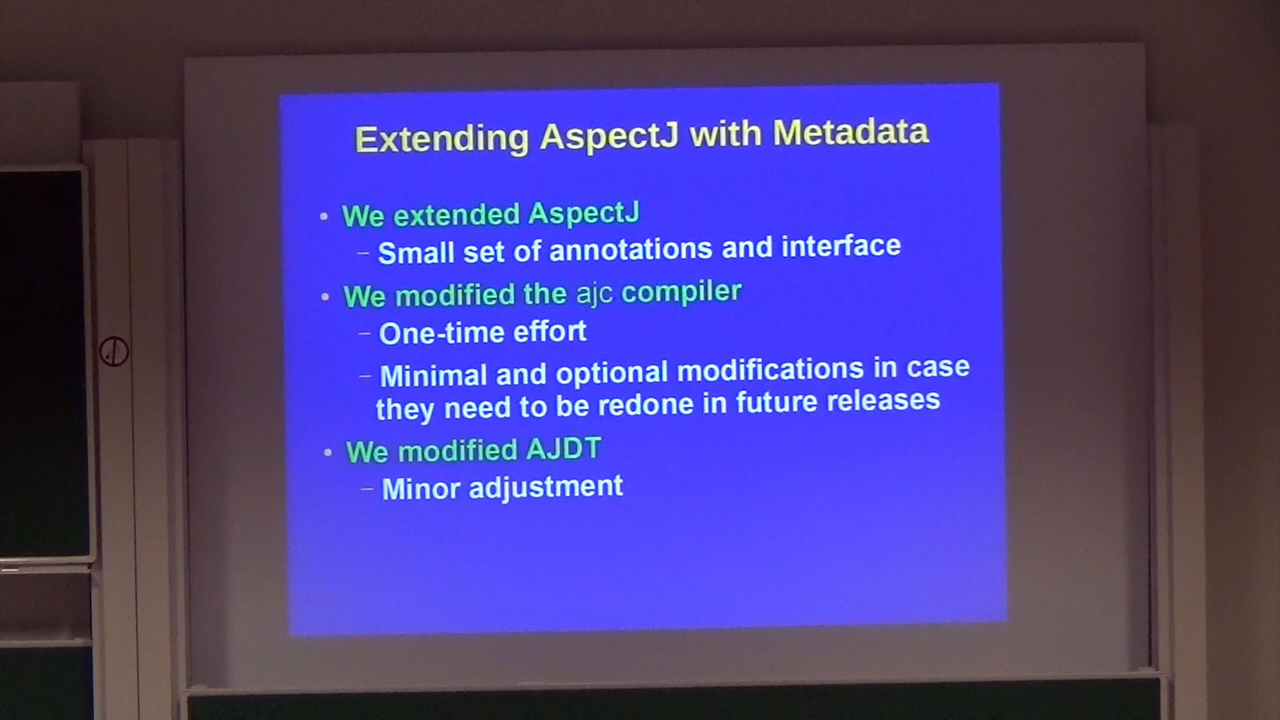 Extending AspectJ with Metadata
• We extended AspectJ
– Small set of annotations and interface
• We modified the ajc compiler
– One-time effort
– Minimal and optional modifications in case
they need to be redone in future releases
• We modified AJDT
– Minor adjustment